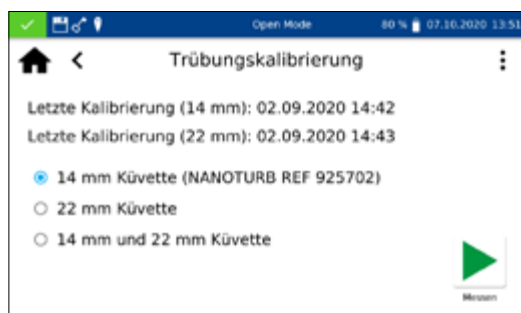 Open Mode 80 % 07.10.2020 13:51
Trübungskalibrierung
Letzte Kalibrierung (14 mm): 02.09.2020 14:42
Letzte Kalibrierung (22 mm): 02.09.2020 14:43
14 mm Küvette (NANOTURB REF 925702)
22 mm Küvette
14 mm und 22 mm Küvette
Messen